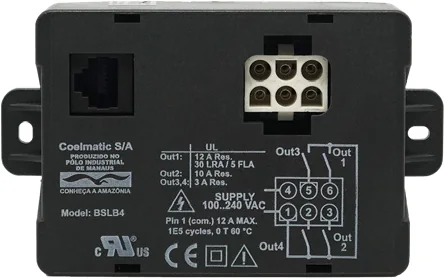 Coelmatic S/A
PRODUZIDO NO
PÓLO INDUSTRIAL
DE MANAUS
CONHEÇA A AMAZÔNIA
Model: BSLB4
UL
Out1: 12 A Res.
30 LRA / 5 FLA
Out2: 10 A Res.
Out3,4: 3 A Res.
SUPPLY
100..240 VAC
Pin 1 (com.) 12 A MAX.
1E5 cycles, 0 T 60 °C
C UL US
Out3
Out
1
4 5 6
1 2 3
Out4
Out
2